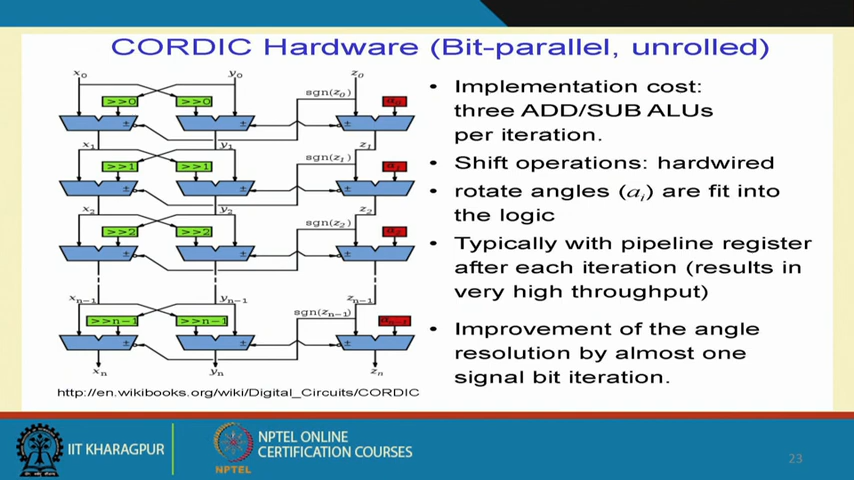 CORDIC Hardware (Bit-parallel, unrolled)
x0 y0 z0
>>0 >>0 sgn(z0) a0
± ±
x1 y1 sgn(z1) z1
>>1 >>1
± ±
x2 y2 sgn(z2) z2
>>2 >>2
± ±
xn−1 yn−1 zn−1
>>n−1 >>n−1 sgn(zn−1) an−1
± ±
xn yn zn
http://en.wikibooks.org/wiki/Digital_Circuits/CORDIC
• Implementation cost:
three ADD/SUB ALUs
per iteration.
• Shift operations: hardwired
• rotate angles (ai) are fit into
the logic
• Typically with pipeline register
after each iteration (results in
very high throughput)
• Improvement of the angle
resolution by almost one
signal bit iteration.
IIT KHARAGPUR
NPTEL
NPTEL ONLINE
CERTIFICATION COURSES
23